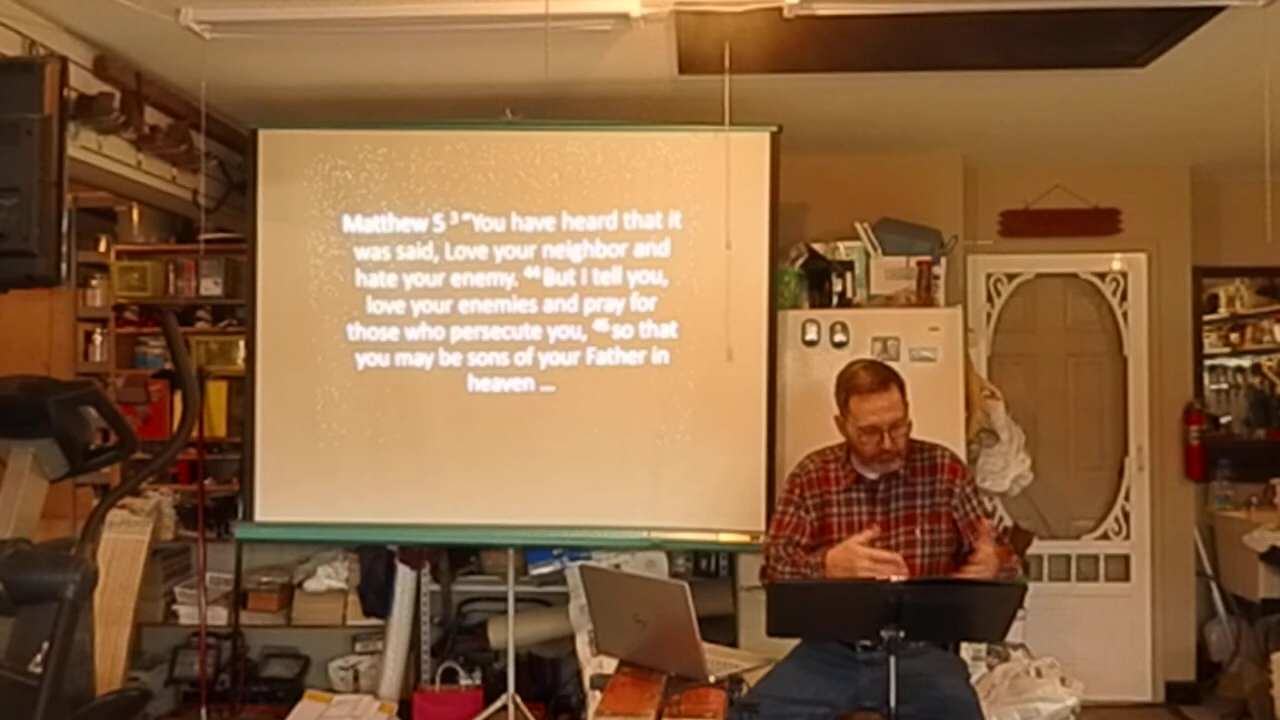 Matthew 5 ³ "You have heard that it
was said, Love your neighbor and
hate your enemy. ⁴⁴ But I tell you,
love your enemies and pray for
those who persecute you, ⁴⁵ so that
you may be sons of your Father in
heaven ...